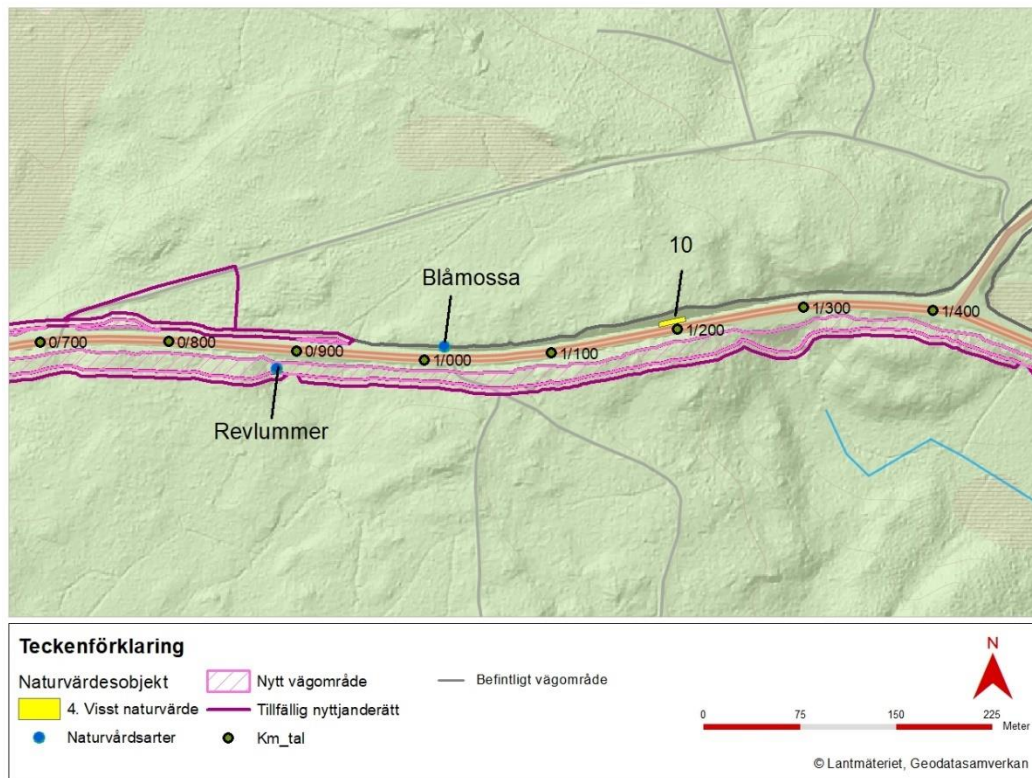 10
Blåmossa
0/700
0/800
0/900
1/000
1/100
1/200
1/300
1/400
Revlummer
Teckenförklaring
Naturvärdesobjekt
4. Visst naturvärde
Naturvårdsarter
Nytt vägområde
Tillfällig nyttjanderätt
Km_tal
Befintligt vägområde
N
0 75 150 225
Meter
© Lantmäteriet, Geodatasamverkan